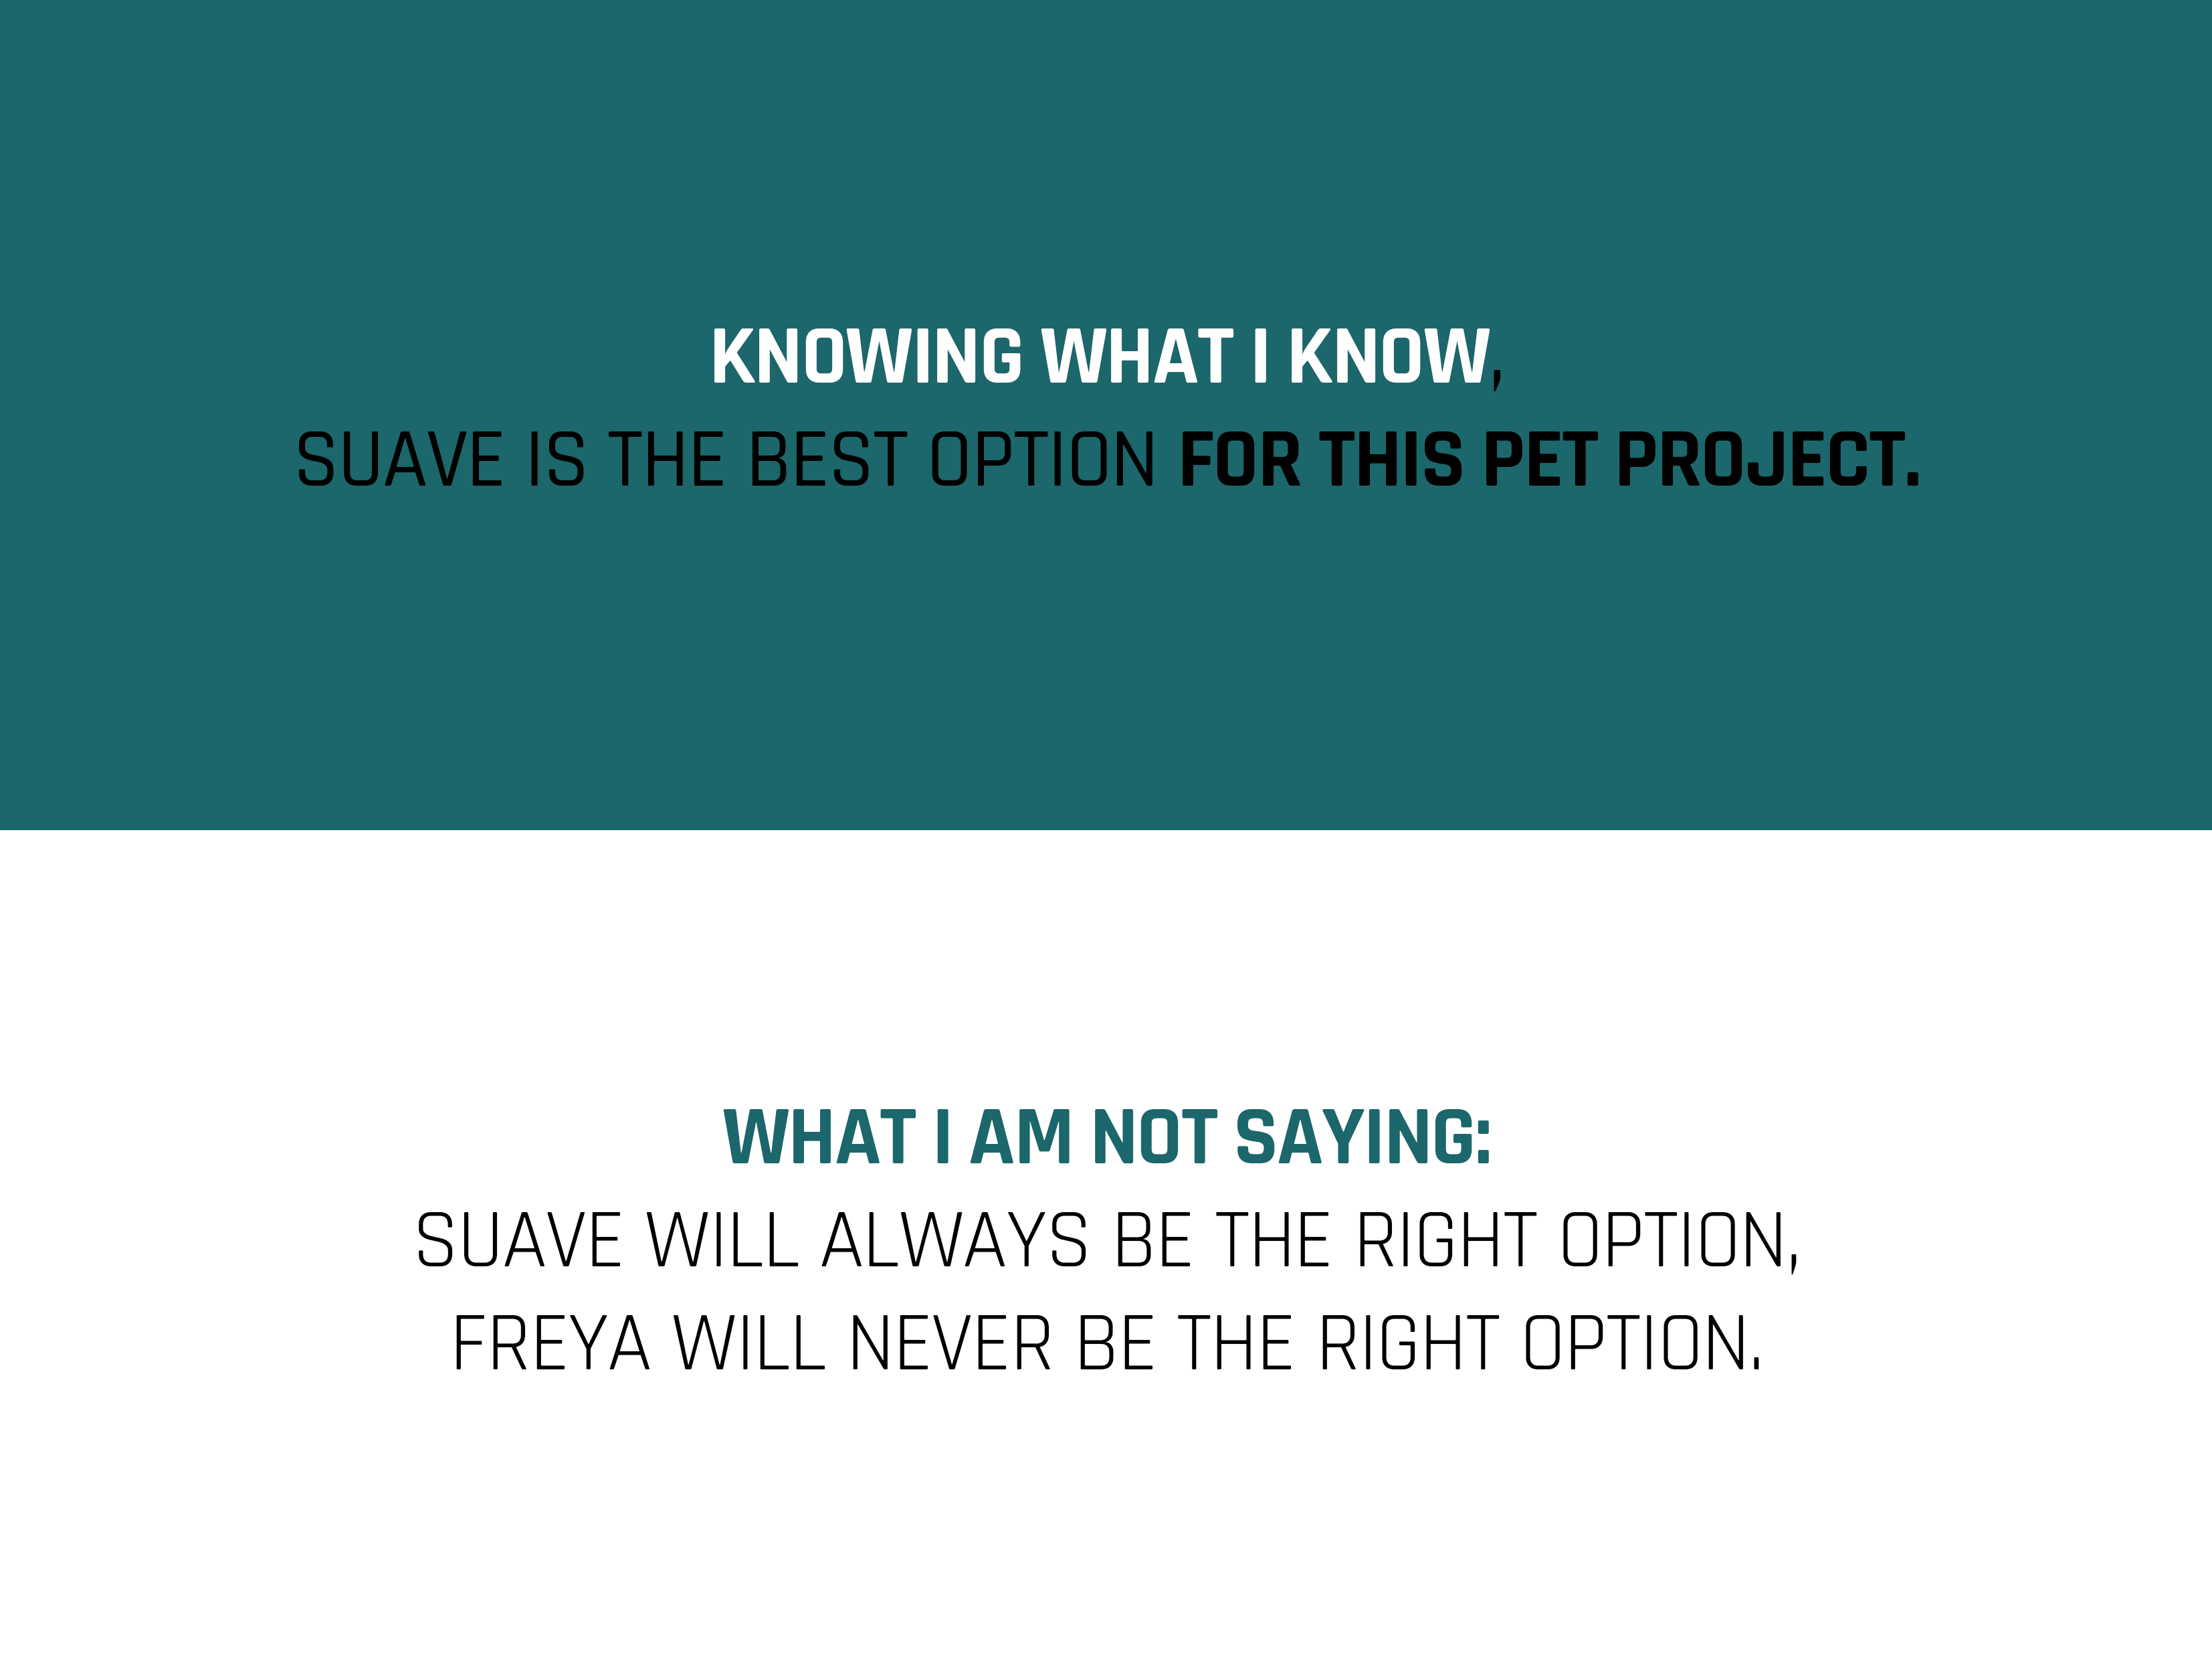 KNOWING WHAT I KNOW,
SUAVE IS THE BEST OPTION FOR THIS PET PROJECT.
WHAT I AM NOT SAYING:
SUAVE WILL ALWAYS BE THE RIGHT OPTION,
FREYA WILL NEVER BE THE RIGHT OPTION.